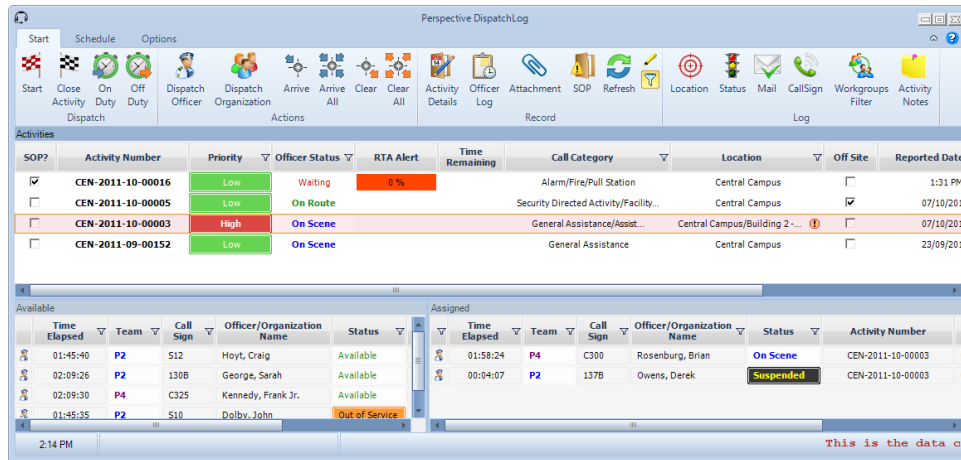 Perspective DispatchLog
Start Schedule Options
Start Close Activity On Duty Off Duty Dispatch Officer Dispatch Organization Arrive Arrive All Clear Clear All Activity Details Officer Log Attachment SOP Refresh Location Status Mail CallSign Workgroups Filter Activity Notes
Dispatch Actions Record Log
Activities
SOP? Activity Number Priority Officer Status RTA Alert Time Remaining Call Category Location Off Site Reported Date
CEN-2011-10-00016 Low Waiting 0 % Alarm/Fire/Pull Station Central Campus 1:31 PM
CEN-2011-10-00005 Low On Route Security Directed Activity/Facility... Central Campus 07/10/201
CEN-2011-10-00003 High On Scene General Assistance/Assist... Central Campus/Building 2 -... 07/10/201
CEN-2011-09-00152 Low On Scene General Assistance Central Campus 23/09/201
Available Assigned
Time Elapsed Team Call Sign Officer/Organization Name Status Time Elapsed Team Call Sign Officer/Organization Name Status Activity Number
01:45:40 P2 S12 Hoyt, Craig Available 01:58:24 P4 C300 Rosenburg, Brian On Scene CEN-2011-10-00003
02:09:26 P2 130B George, Sarah Available 00:04:07 P2 137B Owens, Derek Suspended CEN-2011-10-00003
02:09:30 P4 C325 Kennedy, Frank Jr. Available
01:45:35 P2 S10 Dolby, John Out of Service
2:14 PM This is the data c